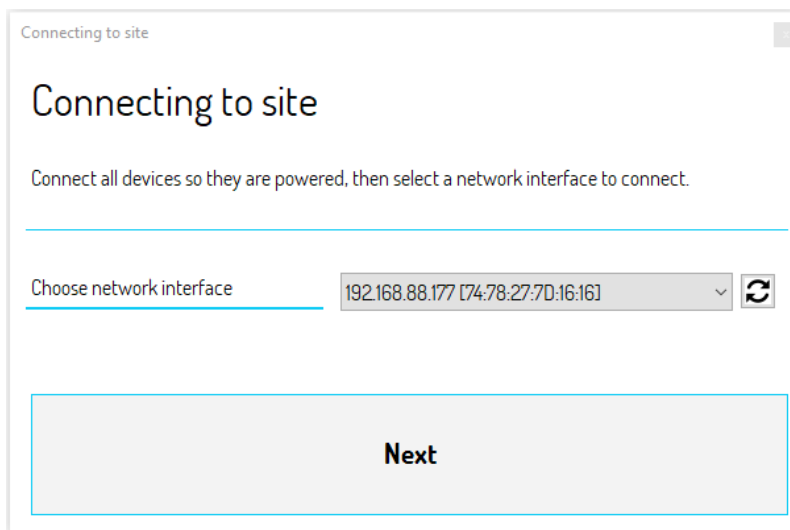 Connecting to site
Connecting to site
Connect all devices so they are powered, then select a network interface to connect.
Choose network interface
192.168.88.177 [74:78:27:7D:16:16]
Next